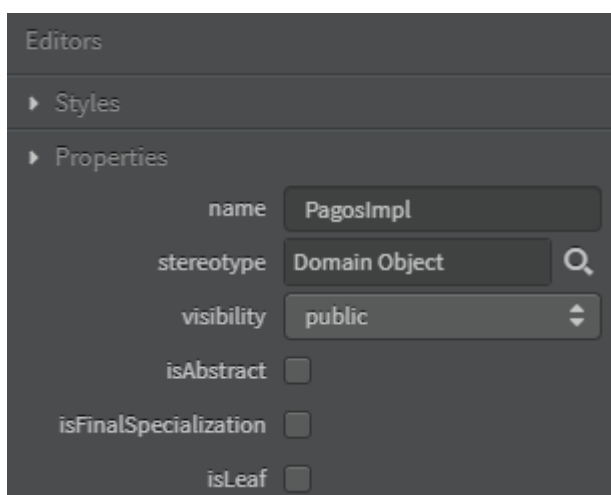 Editors
Styles
Properties
name PagosImpl
stereotype Domain Object
visibility public
isAbstract
isFinalSpecialization
isLeaf